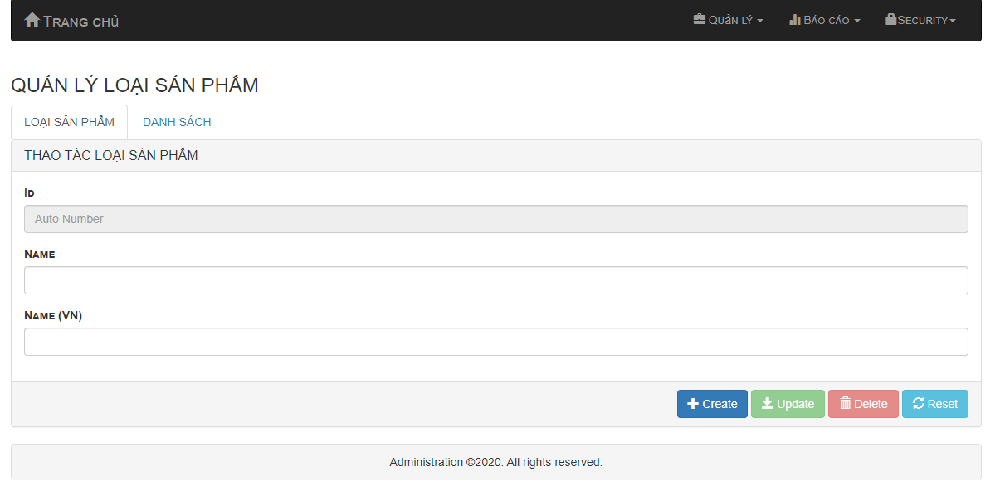 Trang chủ Quản lý Báo cáo Security
QUẢN LÝ LOẠI SẢN PHẨM
LOẠI SẢN PHẨM DANH SÁCH
THAO TÁC LOẠI SẢN PHẨM
Id
Auto Number
Name
Name (VN)
Create Update Delete Reset
Administration ©2020. All rights reserved.